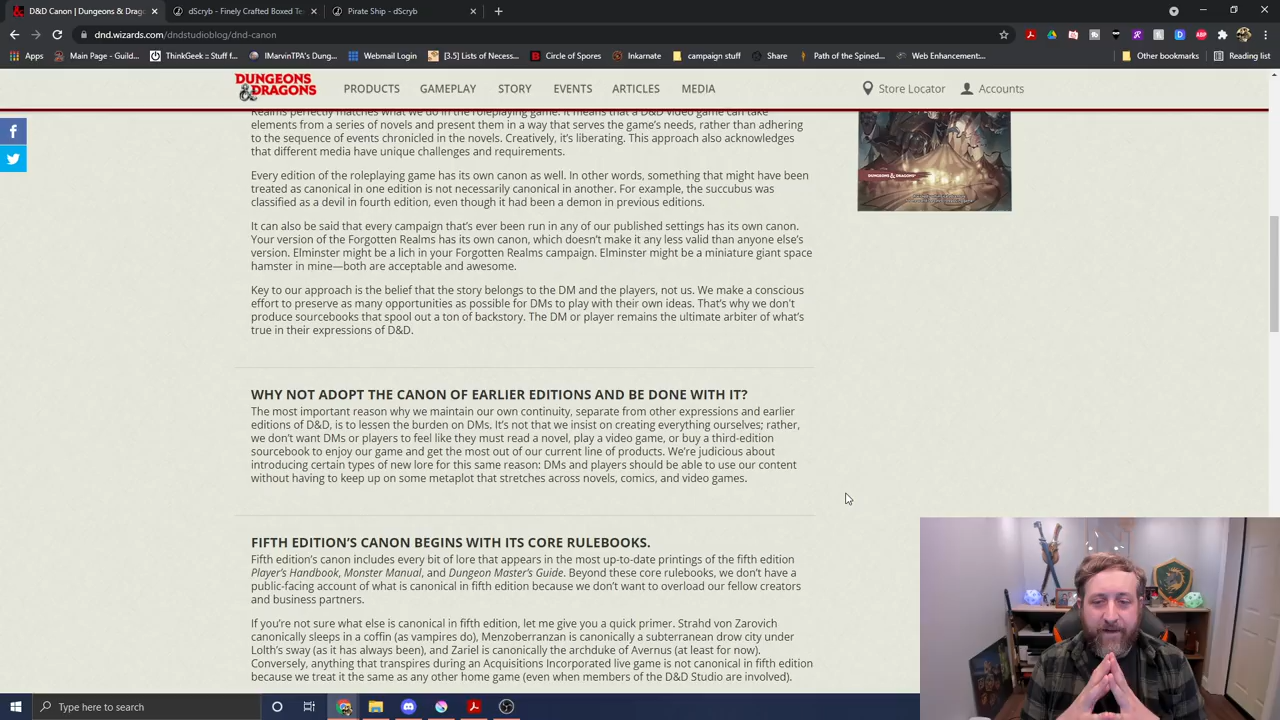 D&D Canon | Dungeons & Drag
dScryb - Finely Crafted Boxed Te
Pirate Ship - dScryb
dnd.wizards.com/dndstudioblog/dnd-canon
Apps
Main Page - Guild...
ThinkGeek :: Stuff f...
IMarvinTPA's Dung...
Webmail Login
[3.5] Lists of Necess...
Circle of Spores
Inkarnate
campaign stuff
Share
Path of the Spined...
Web Enhancement:...
Other bookmarks
Reading list
DUNGEONS & DRAGONS
PRODUCTS
GAMEPLAY
STORY
EVENTS
ARTICLES
MEDIA
Store Locator
Accounts
Realms perfectly matches what we do in the roleplaying game. It means that a D&D video game can take
elements from a series of novels and present them in a way that serves the game's needs, rather than adhering
to the sequence of events chronicled in the novels. Creatively, it's liberating. This approach also acknowledges
that different media have unique challenges and requirements.
Every edition of the roleplaying game has its own canon as well. In other words, something that might have been
treated as canonical in one edition is not necessarily canonical in another. For example, the succubus was
classified as a devil in fourth edition, even though it had been a demon in previous editions.
It can also be said that every campaign that's ever been run in any of our published settings has its own canon.
Your version of the Forgotten Realms has its own canon, which doesn't make it any less valid than anyone else's
version. Elminster might be a lich in your Forgotten Realms campaign. Elminster might be a miniature giant space
hamster in mine—both are acceptable and awesome.
Key to our approach is the belief that the story belongs to the DM and the players, not us. We make a conscious
effort to preserve as many opportunities as possible for DMs to play with their own ideas. That's why we don't
produce sourcebooks that spool out a ton of backstory. The DM or player remains the ultimate arbiter of what's
true in their expressions of D&D.
DUNGEONS & DRAGONS
WHY NOT ADOPT THE CANON OF EARLIER EDITIONS AND BE DONE WITH IT?
The most important reason why we maintain our own continuity, separate from other expressions and earlier
editions of D&D, is to lessen the burden on DMs. It's not that we insist on creating everything ourselves; rather,
we don't want DMs or players to feel like they must read a novel, play a video game, or buy a third-edition
sourcebook to enjoy our game and get the most out of our current line of products. We're judicious about
introducing certain types of new lore for this same reason: DMs and players should be able to use our content
without having to keep up on some metaplot that stretches across novels, comics, and video games.
FIFTH EDITION'S CANON BEGINS WITH ITS CORE RULEBOOKS.
Fifth edition's canon includes every bit of lore that appears in the most up-to-date printings of the fifth edition
Player's Handbook, Monster Manual, and Dungeon Master's Guide. Beyond these core rulebooks, we don't have a
public-facing account of what is canonical in fifth edition because we don't want to overload our fellow creators
and business partners.
If you're not sure what else is canonical in fifth edition, let me give you a quick primer. Strahd von Zarovich
canonically sleeps in a coffin (as vampires do), Menzoberranzan is canonically a subterranean drow city under
Lolth's sway (as it has always been), and Zariel is canonically the archduke of Avernus (at least for now).
Conversely, anything that transpires during an Acquisitions Incorporated live game is not canonical in fifth edition
because we treat it the same as any other home game (even when members of the D&D Studio are involved).
Type here to search